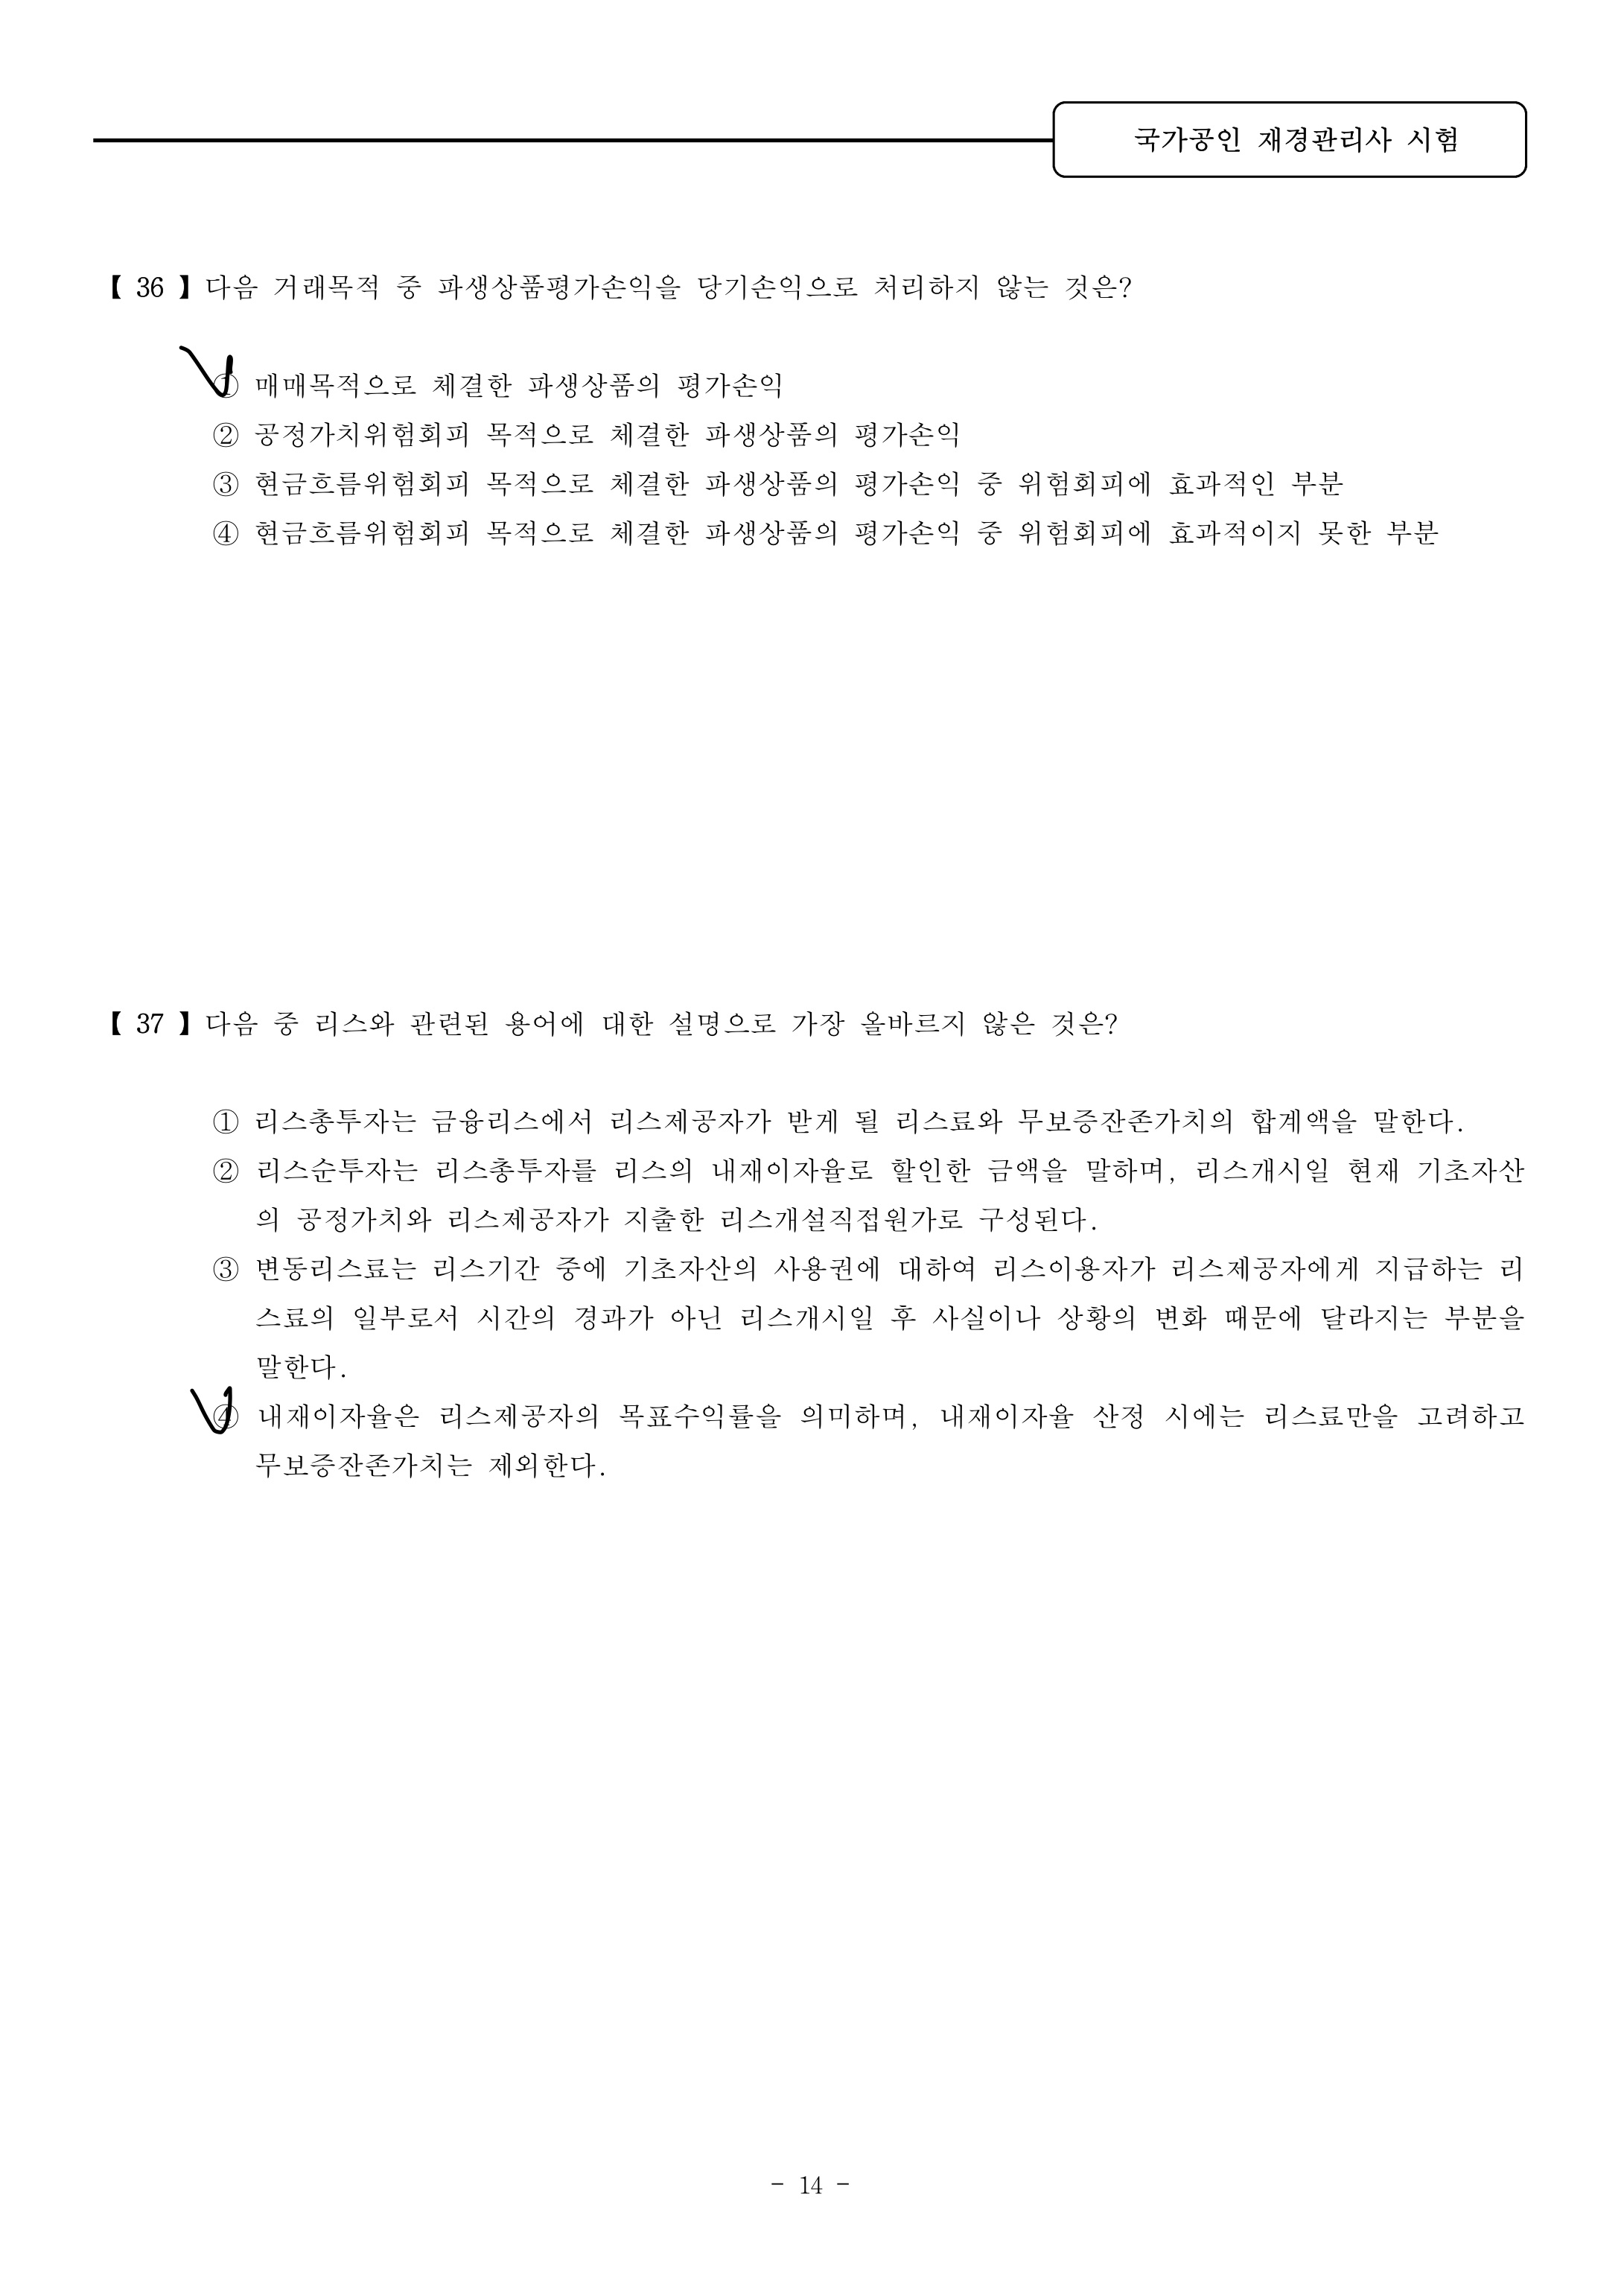 국가공인 재경관리사 시험
【 36 】 다음 거래목적 중 파생상품평가손익을 당기손익으로 처리하지 않는 것은?
① 매매목적으로 체결한 파생상품의 평가손익
② 공정가치위험회피 목적으로 체결한 파생상품의 평가손익
③ 현금흐름위험회피 목적으로 체결한 파생상품의 평가손익 중 위험회피에 효과적인 부분
④ 현금흐름위험회피 목적으로 체결한 파생상품의 평가손익 중 위험회피에 효과적이지 못한 부분
【 37 】 다음 중 리스와 관련된 용어에 대한 설명으로 가장 올바르지 않은 것은?
① 리스총투자는 금융리스에서 리스제공자가 받게 될 리스료와 무보증잔존가치의 합계액을 말한다.
② 리스순투자는 리스총투자를 리스의 내재이자율로 할인한 금액을 말하며, 리스개시일 현재 기초자산
의 공정가치와 리스제공자가 지출한 리스개설직접원가로 구성된다.
③ 변동리스료는 리스기간 중에 기초자산의 사용권에 대하여 리스이용자가 리스제공자에게 지급하는 리
스료의 일부로서 시간의 경과가 아닌 리스개시일 후 사실이나 상황의 변화 때문에 달라지는 부분을
말한다.
④ 내재이자율은 리스제공자의 목표수익률을 의미하며, 내재이자율 산정 시에는 리스료만을 고려하고
무보증잔존가치는 제외한다.
- 14 -